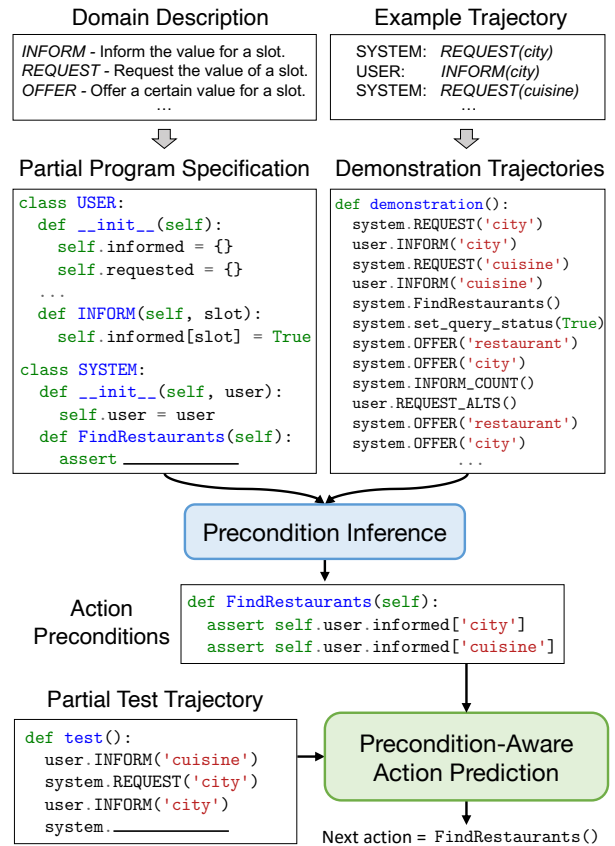 Domain Description
INFORM - Inform the value for a slot.
REQUEST - Request the value of a slot.
OFFER - Offer a certain value for a slot.
...
Example Trajectory
SYSTEM: REQUEST(city)
USER: INFORM(city)
SYSTEM: REQUEST(cuisine)
...
Partial Program Specification
class USER:
  def __init__(self):
    self.informed = {}
    self.requested = {}
  ...
  def INFORM(self, slot):
    self.informed[slot] = True
class SYSTEM:
  def __init__(self, user):
    self.user = user
  def FindRestaurants(self):
    assert __________
Demonstration Trajectories
def demonstration():
  system.REQUEST('city')
  user.INFORM('city')
  system.REQUEST('cuisine')
  user.INFORM('cuisine')
  system.FindRestaurants()
  system.set_query_status(True)
  system.OFFER('restaurant')
  system.OFFER('city')
  system.INFORM_COUNT()
  user.REQUEST_ALTS()
  system.OFFER('restaurant')
  system.OFFER('city')
  ...
Precondition Inference
Action
Preconditions
def FindRestaurants(self):
  assert self.user.informed['city']
  assert self.user.informed['cuisine']
Partial Test Trajectory
def test():
  user.INFORM('cuisine')
  system.REQUEST('city')
  user.INFORM('city')
  system.__________
Precondition-Aware
Action Prediction
Next action = FindRestaurants()